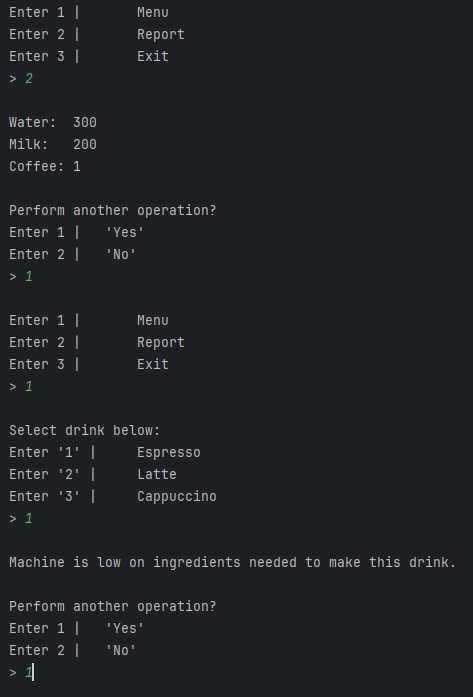 Enter 1 |       Menu
Enter 2 |       Report
Enter 3 |       Exit
> 2
Water:  300
Milk:   200
Coffee: 1
Perform another operation?
Enter 1 |   'Yes'
Enter 2 |   'No'
> 1
Enter 1 |       Menu
Enter 2 |       Report
Enter 3 |       Exit
> 1
Select drink below:
Enter '1' |     Espresso
Enter '2' |     Latte
Enter '3' |     Cappuccino
> 1
Machine is low on ingredients needed to make this drink.
Perform another operation?
Enter 1 |   'Yes'
Enter 2 |   'No'
> 1